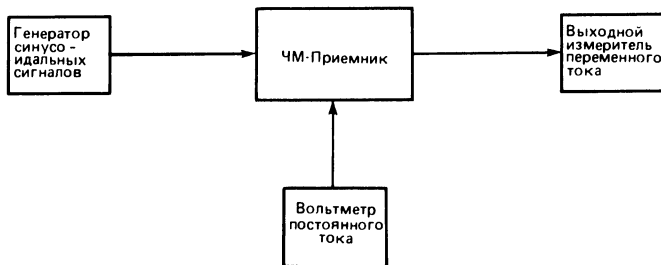 Генератор
синусо -
идальных
сигналов
ЧМ-Приемник
Выходной
измеритель
переменного
тока
Вольтметр
постоянного
тока